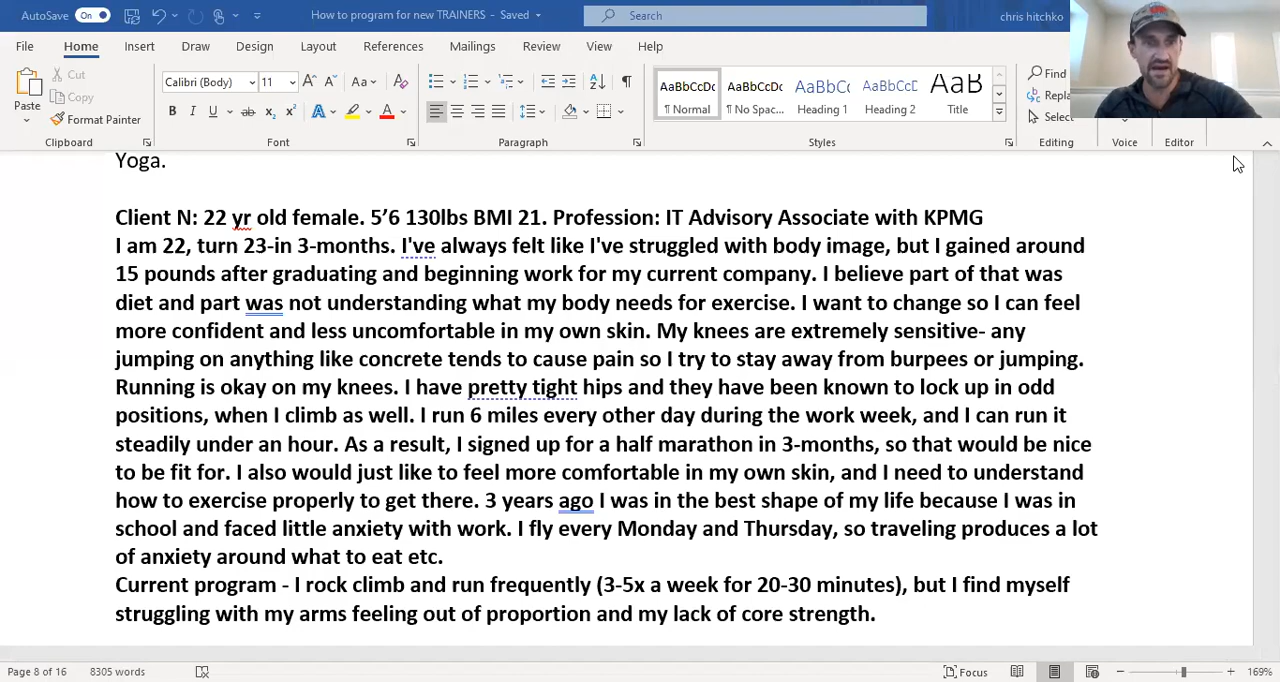 AutoSave On How to program for new TRAINERS - Saved Search chris hitchko
File Home Insert Draw Design Layout References Mailings Review View Help
Paste Cut Copy Format Painter Calibri (Body) 11 Aa A B I U ab x₂ x² A A AaBbCcDc AaBbCcDc AaBbCc AaBbCcD AaB Find
¶ Normal ¶ No Spac... Heading 1 Heading 2 Title Select
Clipboard Font Paragraph Styles Editing Voice Editor
Yoga.
Client N: 22 yr old female. 5’6 130lbs BMI 21. Profession: IT Advisory Associate with KPMG
I am 22, turn 23-in 3-months. I've always felt like I've struggled with body image, but I gained around
15 pounds after graduating and beginning work for my current company. I believe part of that was
diet and part was not understanding what my body needs for exercise. I want to change so I can feel
more confident and less uncomfortable in my own skin. My knees are extremely sensitive- any
jumping on anything like concrete tends to cause pain so I try to stay away from burpees or jumping.
Running is okay on my knees. I have pretty tight hips and they have been known to lock up in odd
positions, when I climb as well. I run 6 miles every other day during the work week, and I can run it
steadily under an hour. As a result, I signed up for a half marathon in 3-months, so that would be nice
to be fit for. I also would just like to feel more comfortable in my own skin, and I need to understand
how to exercise properly to get there. 3 years ago I was in the best shape of my life because I was in
school and faced little anxiety with work. I fly every Monday and Thursday, so traveling produces a lot
of anxiety around what to eat etc.
Current program - I rock climb and run frequently (3-5x a week for 20-30 minutes), but I find myself
struggling with my arms feeling out of proportion and my lack of core strength.
Page 8 of 16 8305 words Focus 169%